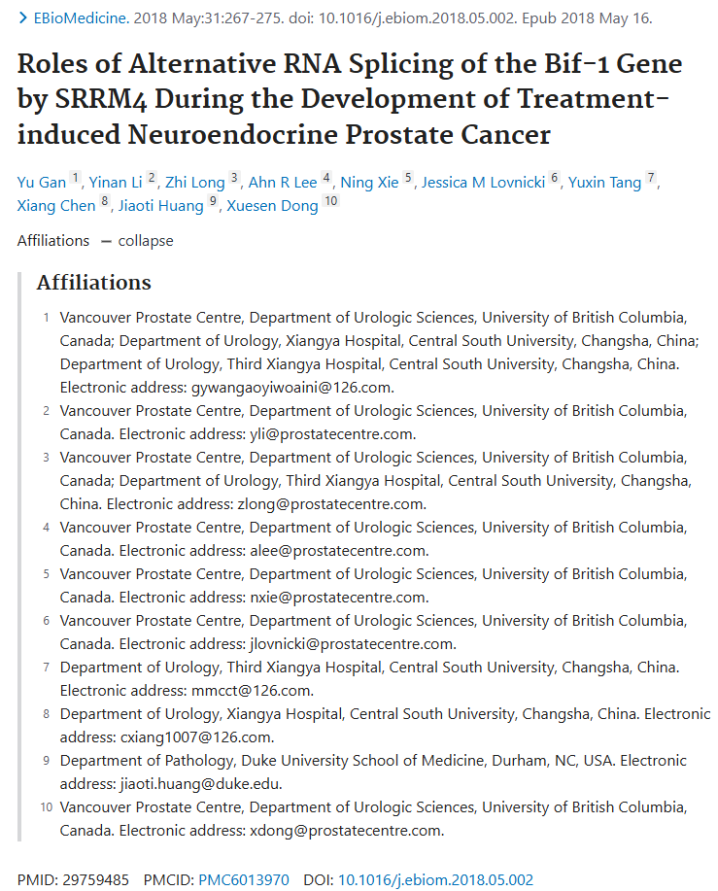 EBioMedicine. 2018 May:31:267-275. doi: 10.1016/j.ebiom.2018.05.002. Epub 2018 May 16.
Roles of Alternative RNA Splicing of the Bif-1 Gene
by SRRM4 During the Development of Treatment-
induced Neuroendocrine Prostate Cancer
Yu Gan 1, Yinan Li 2, Zhi Long 3, Ahn R Lee 4, Ning Xie 5, Jessica M Lovnicki 6, Yuxin Tang 7,
Xiang Chen 8, Jiaoti Huang 9, Xuesen Dong 10
Affiliations — collapse
Affiliations
1 Vancouver Prostate Centre, Department of Urologic Sciences, University of British Columbia,
Canada; Department of Urology, Xiangya Hospital, Central South University, Changsha, China;
Department of Urology, Third Xiangya Hospital, Central South University, Changsha, China.
Electronic address: gywangaoyiwoaini@126.com.
2 Vancouver Prostate Centre, Department of Urologic Sciences, University of British Columbia,
Canada. Electronic address: yli@prostatecentre.com.
3 Vancouver Prostate Centre, Department of Urologic Sciences, University of British Columbia,
Canada; Department of Urology, Third Xiangya Hospital, Central South University, Changsha,
China. Electronic address: zlong@prostatecentre.com.
4 Vancouver Prostate Centre, Department of Urologic Sciences, University of British Columbia,
Canada. Electronic address: alee@prostatecentre.com.
5 Vancouver Prostate Centre, Department of Urologic Sciences, University of British Columbia,
Canada. Electronic address: nxie@prostatecentre.com.
6 Vancouver Prostate Centre, Department of Urologic Sciences, University of British Columbia,
Canada. Electronic address: jlovnicki@prostatecentre.com.
7 Department of Urology, Third Xiangya Hospital, Central South University, Changsha, China.
Electronic address: mmcct@126.com.
8 Department of Urology, Xiangya Hospital, Central South University, Changsha, China. Electronic
address: cxiang1007@126.com.
9 Department of Pathology, Duke University School of Medicine, Durham, NC, USA. Electronic
address: jiaoti.huang@duke.edu.
10 Vancouver Prostate Centre, Department of Urologic Sciences, University of British Columbia,
Canada. Electronic address: xdong@prostatecentre.com.
PMID: 29759485 PMCID: PMC6013970 DOI: 10.1016/j.ebiom.2018.05.002